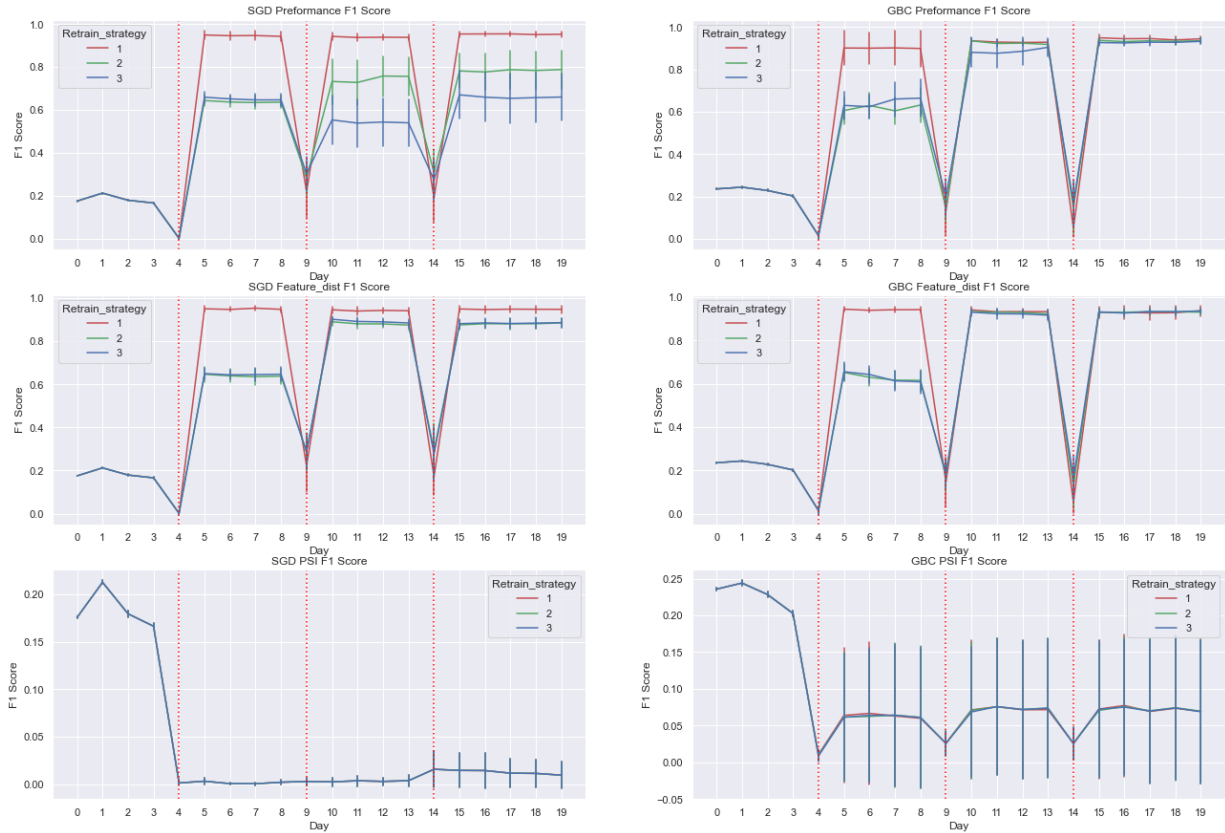 SGD Preformance F1 Score
Retrain_strategy
1
2
3
F1 Score
0.0
0.2
0.4
0.6
0.8
1.0
0 1 2 3 4 5 6 7 8 9 10 11 12 13 14 15 16 17 18 19
Day
GBC Preformance F1 Score
Retrain_strategy
1
2
3
F1 Score
0.0
0.2
0.4
0.6
0.8
1.0
0 1 2 3 4 5 6 7 8 9 10 11 12 13 14 15 16 17 18 19
Day
SGD Feature_dist F1 Score
Retrain_strategy
1
2
3
F1 Score
0.0
0.2
0.4
0.6
0.8
1.0
0 1 2 3 4 5 6 7 8 9 10 11 12 13 14 15 16 17 18 19
Day
GBC Feature_dist F1 Score
Retrain_strategy
1
2
3
F1 Score
0.0
0.2
0.4
0.6
0.8
1.0
0 1 2 3 4 5 6 7 8 9 10 11 12 13 14 15 16 17 18 19
Day
SGD PSI F1 Score
Retrain_strategy
1
2
3
F1 Score
0.00
0.05
0.10
0.15
0.20
0 1 2 3 4 5 6 7 8 9 10 11 12 13 14 15 16 17 18 19
Day
GBC PSI F1 Score
Retrain_strategy
1
2
3
F1 Score
−0.05
0.00
0.05
0.10
0.15
0.20
0.25
0 1 2 3 4 5 6 7 8 9 10 11 12 13 14 15 16 17 18 19
Day